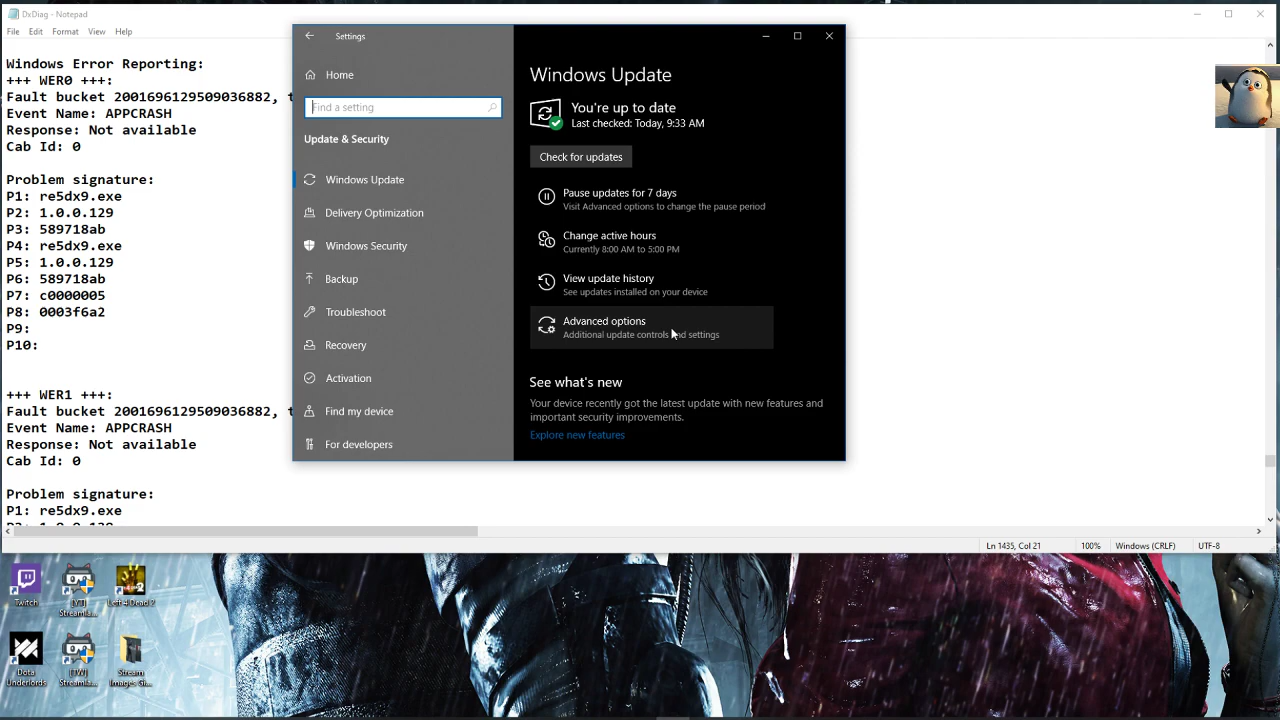 DxDiag - Notepad
File Edit Format View Help
Windows Error Reporting:
+++ WER0 +++:
Fault bucket 2001696129509036882, t
Event Name: APPCRASH
Response: Not available
Cab Id: 0
Problem signature:
P1: re5dx9.exe
P2: 1.0.0.129
P3: 589718ab
P4: re5dx9.exe
P5: 1.0.0.129
P6: 589718ab
P7: c0000005
P8: 0003f6a2
P9:
P10:
+++ WER1 +++:
Fault bucket 2001696129509036882, t
Event Name: APPCRASH
Response: Not available
Cab Id: 0
Problem signature:
P1: re5dx9.exe
Settings
Home
Find a setting
Update & Security
Windows Update
Delivery Optimization
Windows Security
Backup
Troubleshoot
Recovery
Activation
Find my device
For developers
Windows Update
You're up to date
Last checked: Today, 9:33 AM
Check for updates
Pause updates for 7 days
Visit Advanced options to change the pause period
Change active hours
Currently 8:00 AM to 5:00 PM
View update history
See updates installed on your device
Advanced options
Additional update controls and settings
See what's new
Your device recently got the latest update with new features and
important security improvements.
Explore new features
Ln 1435, Col 21 100% Windows (CRLF) UTF-8
Twitch
[YT]
Streamla...
Left 4 Dead 2
Dota
Underlords
[TW]
Streamla...
Stream
Images Gi...